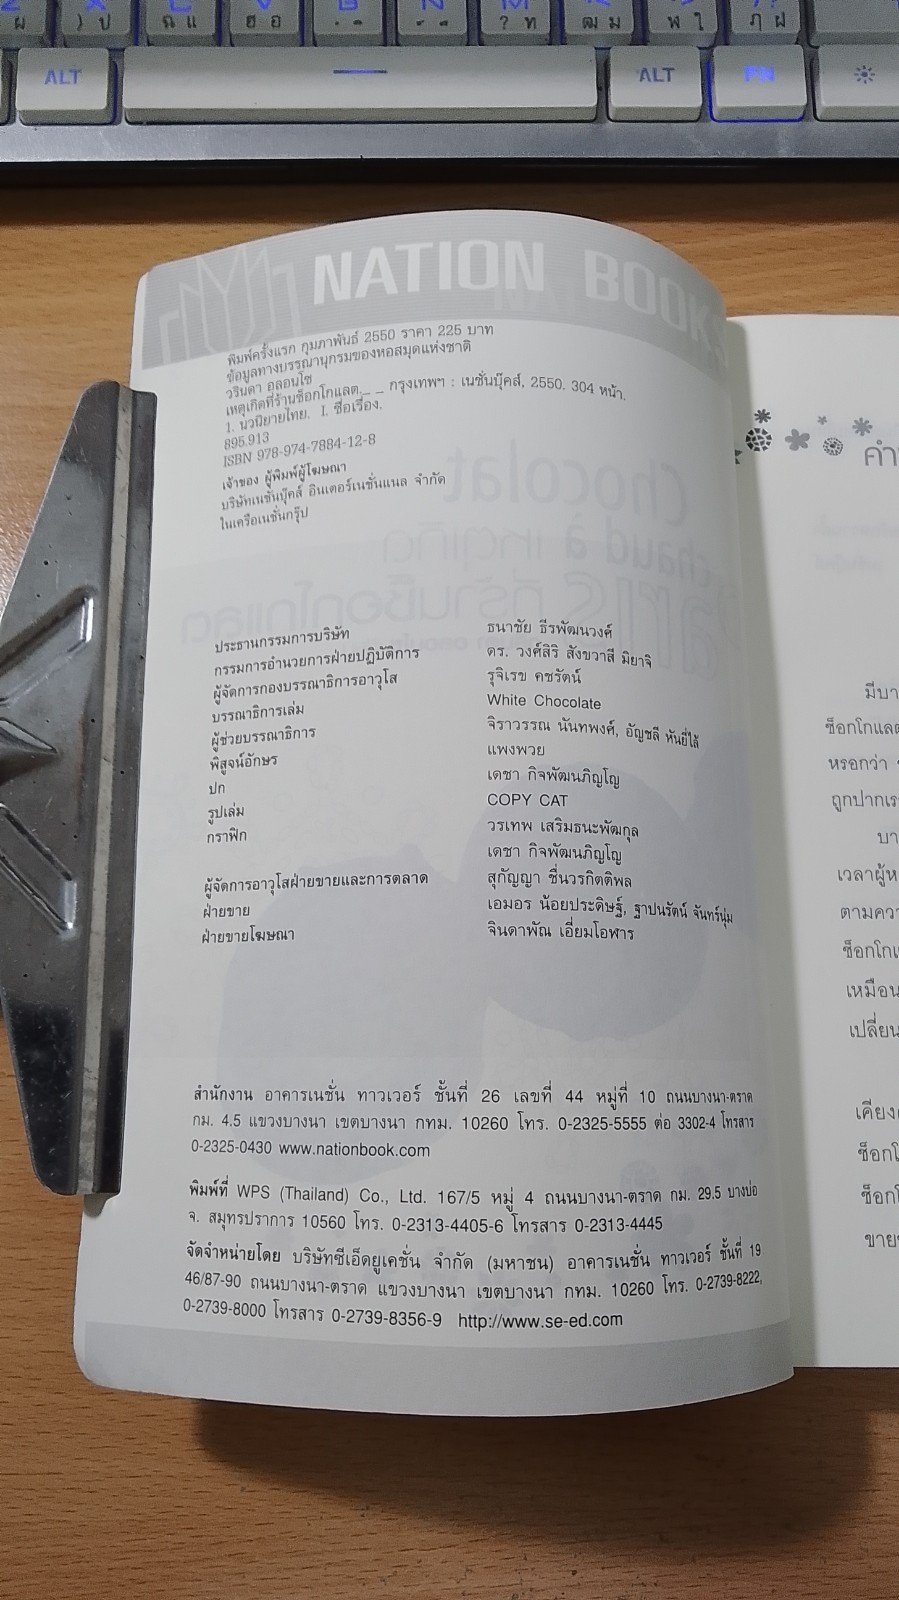 ALT
ALT
FN
NATION BOOKS
พิมพ์ครั้งแรก กุมภาพันธ์ 2550 ราคา 225 บาท
ข้อมูลทางบรรณานุกรมของหอสมุดแห่งชาติ
วรินดา อลอนโซ
เหตุเกิดที่ร้านช็อกโกแลต._ _ กรุงเทพฯ : เนชั่นบุ๊คส์, 2550. 304 หน้า.
1. นวนิยายไทย. I. ชื่อเรื่อง.
895.913
ISBN 978-974-7884-12-8
เจ้าของ ผู้พิมพ์ผู้โฆษณา
บริษัทเนชั่นบุ๊คส์ อินเตอร์เนชั่นแนล จำกัด
ในเครือเนชั่นกรุ๊ป
Chocolat
chaud à เหตุเกิด
ที่ร้านช็อกโกแลต
ประธานกรรมการบริษัท ธนาชัย ธีรพัฒนวงศ์
กรรมการอำนวยการฝ่ายปฏิบัติการ ดร. วงศ์สิริ สังขวาสี มิยาจิ
ผู้จัดการกองบรรณาธิการอาวุโส รุจิเรข คชรัตน์
บรรณาธิการเล่ม White Chocolate
ผู้ช่วยบรรณาธิการ จิราวรรณ นันทพงศ์, อัญชลี หันยี่ไล้
พิสูจน์อักษร แพงพวย
ปก เดชา กิจพัฒนภิญโญ
รูปเล่ม COPY CAT
กราฟิก วรเทพ เสริมธนะพัฒกุล
เดชา กิจพัฒนภิญโญ
ผู้จัดการอาวุโสฝ่ายขายและการตลาด สุกัญญา ชื่นวรกิตติพล
ฝ่ายขาย เอมอร น้อยประดิษฐ์, ฐาปนรัตน์ จันทร์นุ่ม
ฝ่ายขายโฆษณา จินดาพัณ เอี่ยมโอฬาร
สำนักงาน อาคารเนชั่น ทาวเวอร์ ชั้นที่ 26 เลขที่ 44 หมู่ที่ 10 ถนนบางนา-ตราด
กม. 4.5 แขวงบางนา เขตบางนา กทม. 10260 โทร. 0-2325-5555 ต่อ 3302-4 โทรสาร
0-2325-0430 www.nationbook.com
พิมพ์ที่ WPS (Thailand) Co., Ltd. 167/5 หมู่ 4 ถนนบางนา-ตราด กม. 29.5 บางบ่อ
จ. สมุทรปราการ 10560 โทร. 0-2313-4405-6 โทรสาร 0-2313-4445
จัดจำหน่ายโดย บริษัทซีเอ็ดยูเคชั่น จำกัด (มหาชน) อาคารเนชั่น ทาวเวอร์ ชั้นที่ 19
46/87-90 ถนนบางนา-ตราด แขวงบางนา เขตบางนา กทม. 10260 โทร. 0-2739-8222,
0-2739-8000 โทรสาร 0-2739-8356-9 http://www.se-ed.com
มีบา
ช็อกโกแลต
หรอกว่า
ถูกปากเร
บา
เวลาผู้ห
ตามควา
ช็อกโกแ
เหมือน
เปลี่ยน
เคียง
ช็อกโ
ช็อกโ
ขาย